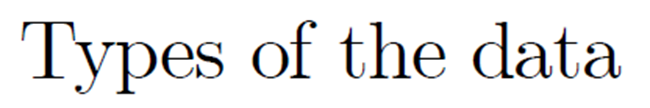 Types of the data